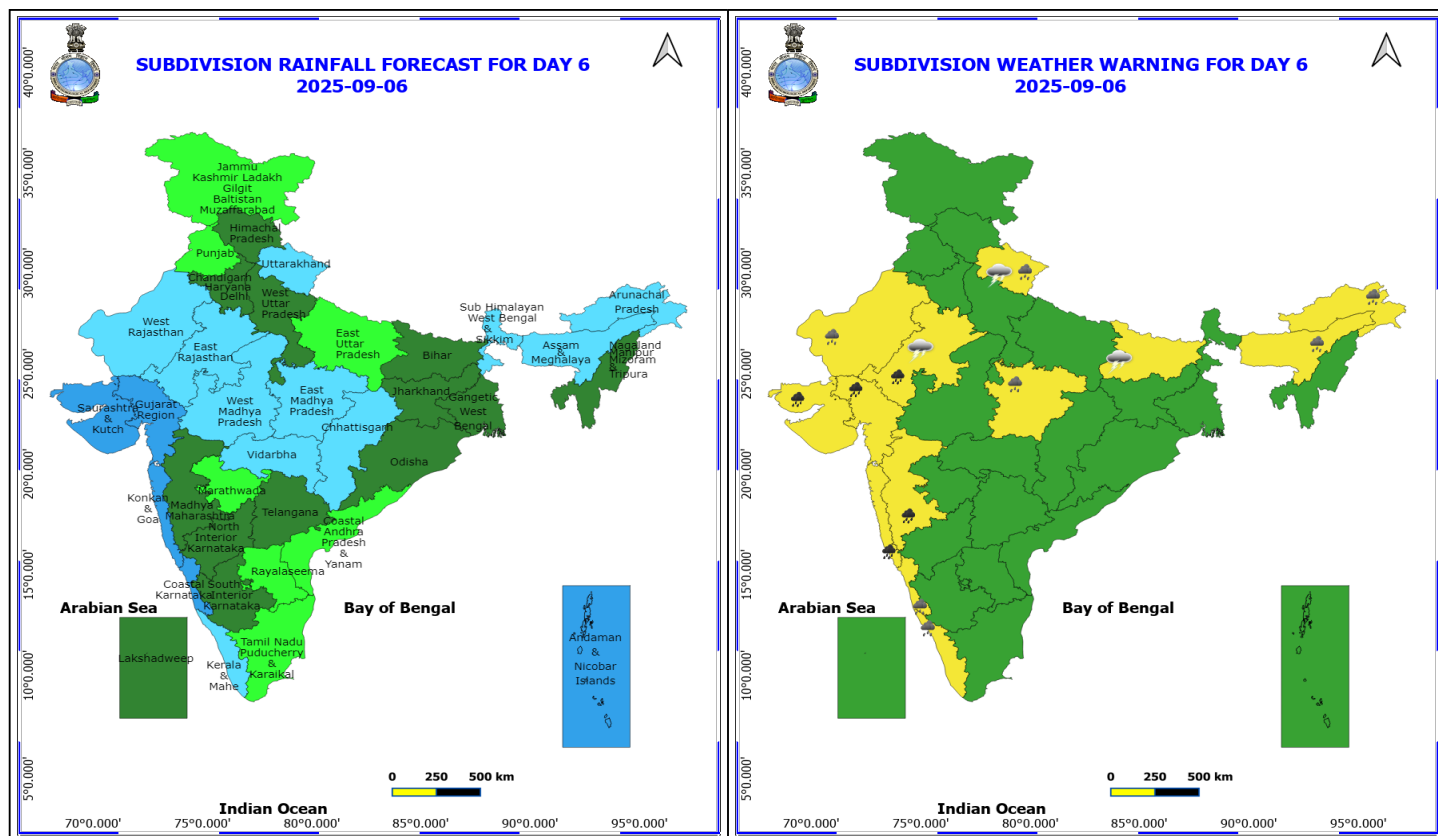 SUBDIVISION RAINFALL FORECAST FOR DAY 6
2025-09-06
40°0.000'
35°0.000'
30°0.000'
25°0.000'
20°0.000'
15°0.000'
10°0.000'
5°0.000'
Jammu
Kashmir Ladakh
Gilgit
Baltistan
Muzaffarabad
Himachal
Pradesh
Punjab
Uttarakhand
Chandigarh
Haryana
Delhi
West
Uttar
Pradesh
Arunachal
Pradesh
Sub Himalayan
West Bengal
&
Sikkim
West
Rajasthan
East
Rajasthan
East
Uttar
Pradesh
Bihar
Assam
&
Meghalaya
Nagaland
Manipur
Mizoram
&
Tripura
Saurashtra
&
Kutch
Gujarat
Region
West
Madhya
Pradesh
East
Madhya
Pradesh
Jharkhand
Gangetic
West
Bengal
Chhattisgarh
Vidarbha
Odisha
Konkan
&
Goa
Madhya
Maharashtra
Marathwada
Telangana
North
Interior
Karnataka
Coastal
Andhra
Pradesh
&
Yanam
Rayalaseema
Coastal
Karnataka
South
Interior
Karnataka
Tamil Nadu
Puducherry
&
Karaikal
Kerala
&
Mahe
Arabian Sea
Bay of Bengal
Lakshadweep
Andaman
&
Nicobar
Islands
0 250 500 km
Indian Ocean
70°0.000' 75°0.000' 80°0.000' 85°0.000' 90°0.000' 95°0.000'
SUBDIVISION WEATHER WARNING FOR DAY 6
2025-09-06
40°0.000'
35°0.000'
30°0.000'
25°0.000'
20°0.000'
15°0.000'
10°0.000'
5°0.000'
Arabian Sea
Bay of Bengal
0 250 500 km
Indian Ocean
70°0.000' 75°0.000' 80°0.000' 85°0.000' 90°0.000' 95°0.000'